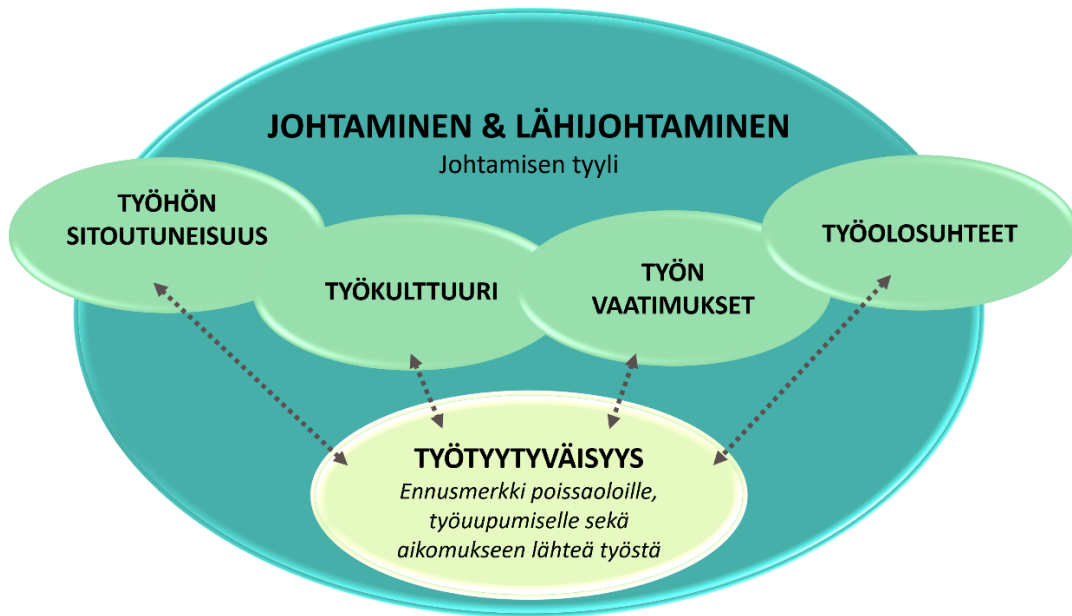 JOHTAMINEN & LÄHIJOHTAMINEN
Johtamisen tyyli
TYÖHÖN
SITOUTUNEISUUS
TYÖKULTTUURI
TYÖN
VAATIMUKSET
TYÖOLOSUHTEET
TYÖTYYTYVÄISYYS
Ennusmerkki poissaoloille,
työuupumiselle sekä
aikomukseen lähteä työstä